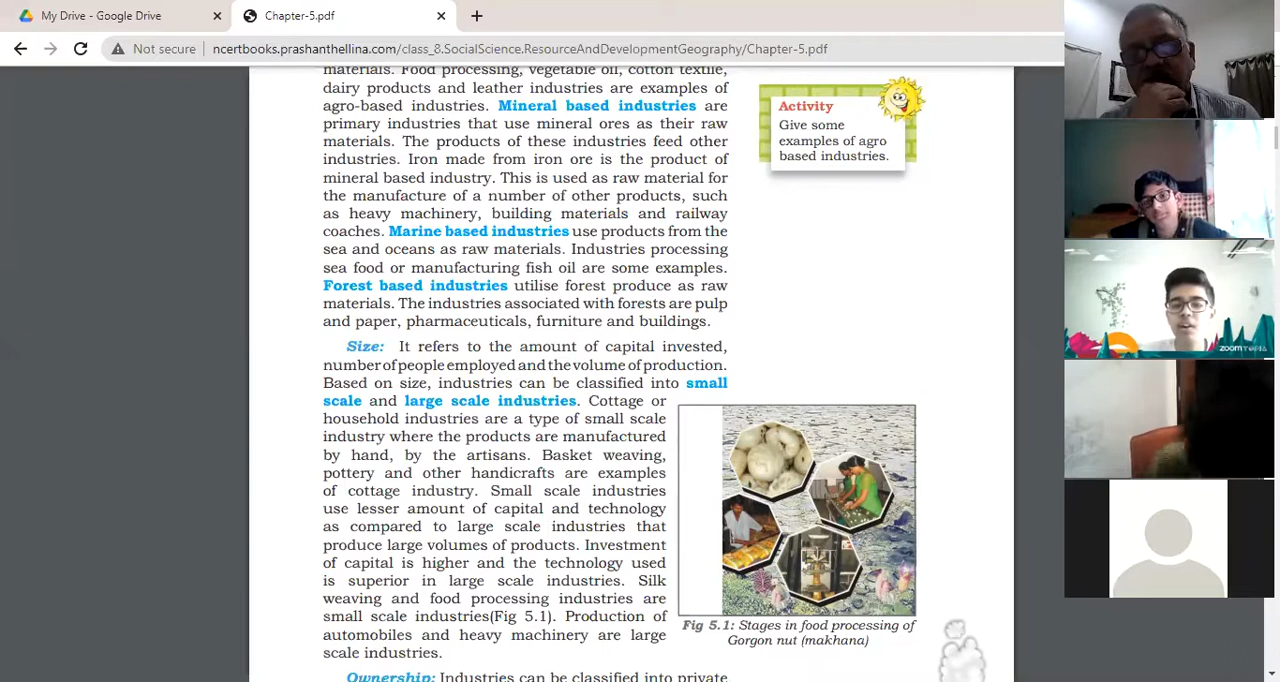 My Drive - Google Drive
Chapter-5.pdf
Not secure
ncertbooks.prashanthellina.com/class_8.SocialScience.ResourceAndDevelopmentGeography/Chapter-5.pdf
materials. Food processing, vegetable oil, cotton textile,
dairy products and leather industries are examples of
agro-based industries. Mineral based industries are
primary industries that use mineral ores as their raw
materials. The products of these industries feed other
industries. Iron made from iron ore is the product of
mineral based industry. This is used as raw material for
the manufacture of a number of other products, such
as heavy machinery, building materials and railway
coaches. Marine based industries use products from the
sea and oceans as raw materials. Industries processing
sea food or manufacturing fish oil are some examples.
Forest based industries utilise forest produce as raw
materials. The industries associated with forests are pulp
and paper, pharmaceuticals, furniture and buildings.
Size: It refers to the amount of capital invested,
number of people employed and the volume of production.
Based on size, industries can be classified into small
scale and large scale industries. Cottage or
household industries are a type of small scale
industry where the products are manufactured
by hand, by the artisans. Basket weaving,
pottery and other handicrafts are examples
of cottage industry. Small scale industries
use lesser amount of capital and technology
as compared to large scale industries that
produce large volumes of products. Investment
of capital is higher and the technology used
is superior in large scale industries. Silk
weaving and food processing industries are
small scale industries(Fig 5.1). Production of
automobiles and heavy machinery are large
scale industries.
Ownership: Industries can be classified into private
Activity
Give some
examples of agro
based industries.
Fig 5.1: Stages in food processing of
Gorgon nut (makhana)
zoomtopia